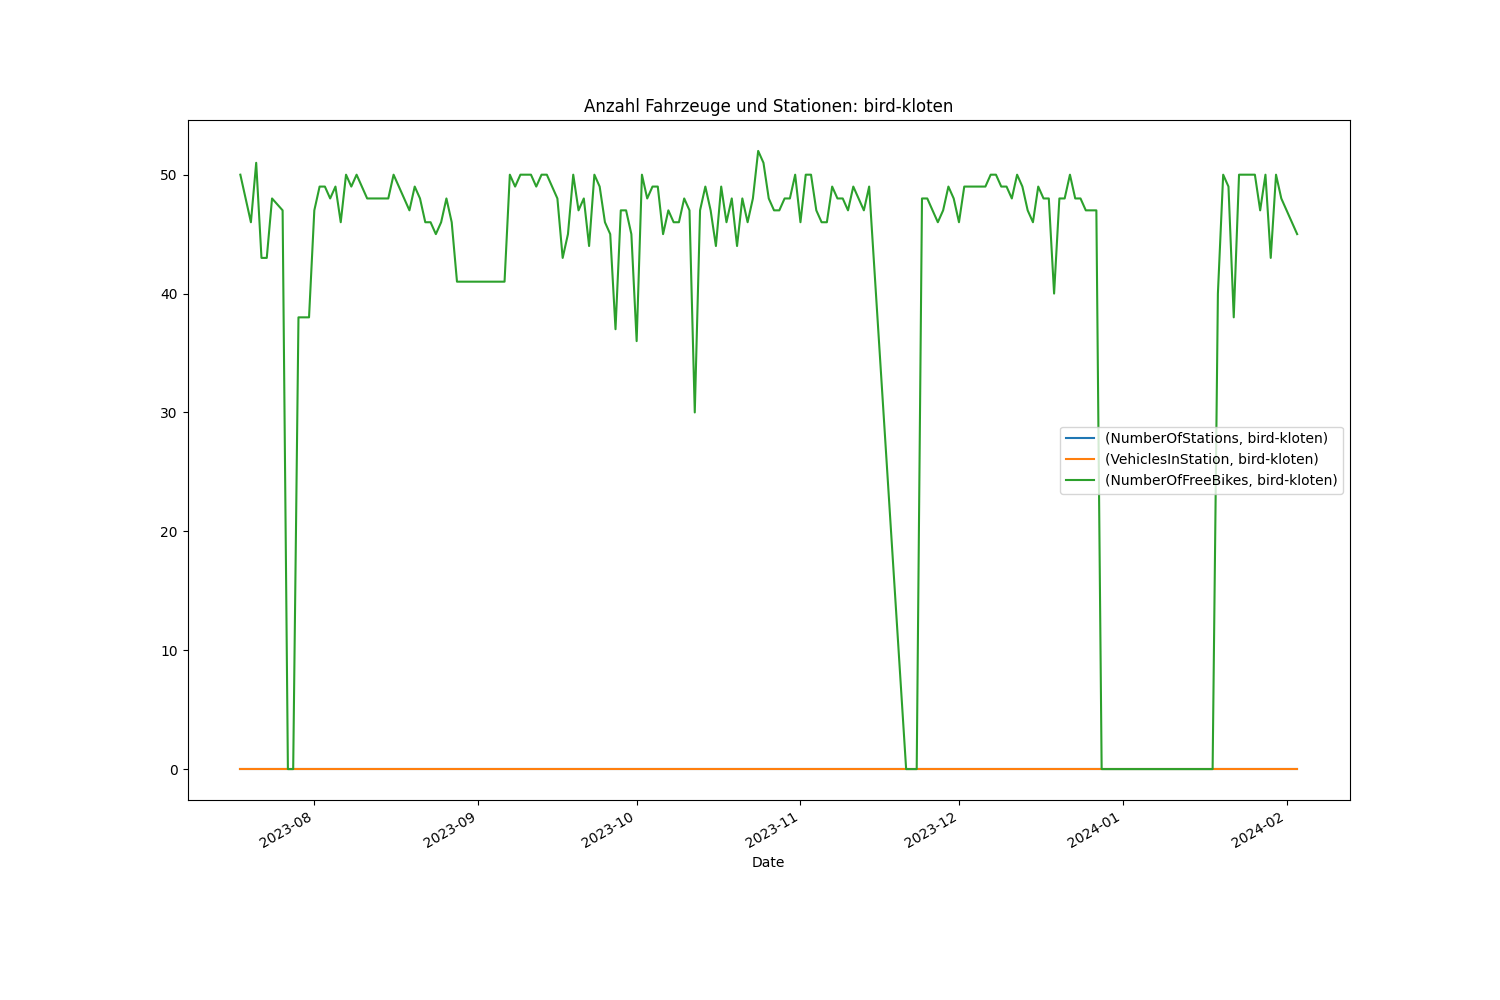 Anzahl Fahrzeuge und Stationen: bird-kloten
50
40
30
20
10
0
(NumberOfStations, bird-kloten)
(VehiclesInStation, bird-kloten)
(NumberOfFreeBikes, bird-kloten)
2023-08
2023-09
2023-10
2023-11
2023-12
2024-01
2024-02
Date